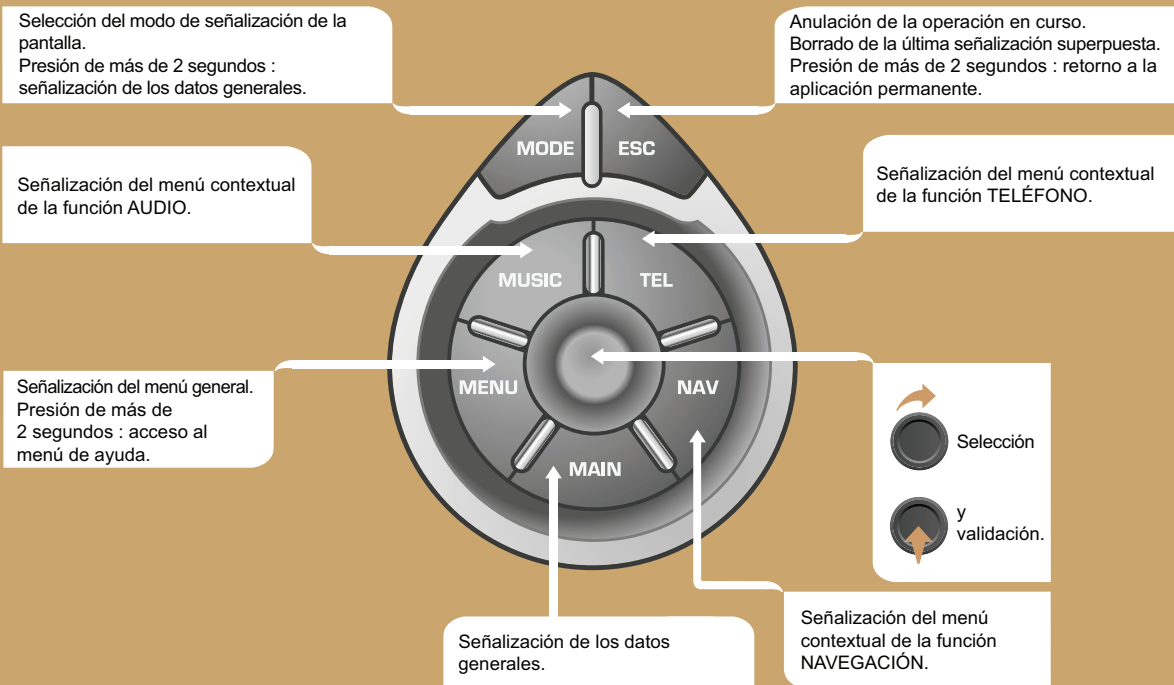 Selección del modo de señalización de la
pantalla.
Presión de más de 2 segundos :
señalización de los datos generales.
Anulación de la operación en curso.
Borrado de la última señalización superpuesta.
Presión de más de 2 segundos : retorno a la
aplicación permanente.
MODE
ESC
Señalización del menú contextual
de la función AUDIO.
Señalización del menú contextual
de la función TELÉFONO.
MUSIC
TEL
MENU
NAV
MAIN
Señalización del menú general.
Presión de más de
2 segundos : acceso al
menú de ayuda.
Selección
y
validación.
Señalización de los datos
generales.
Señalización del menú
contextual de la función
NAVEGACIÓN.